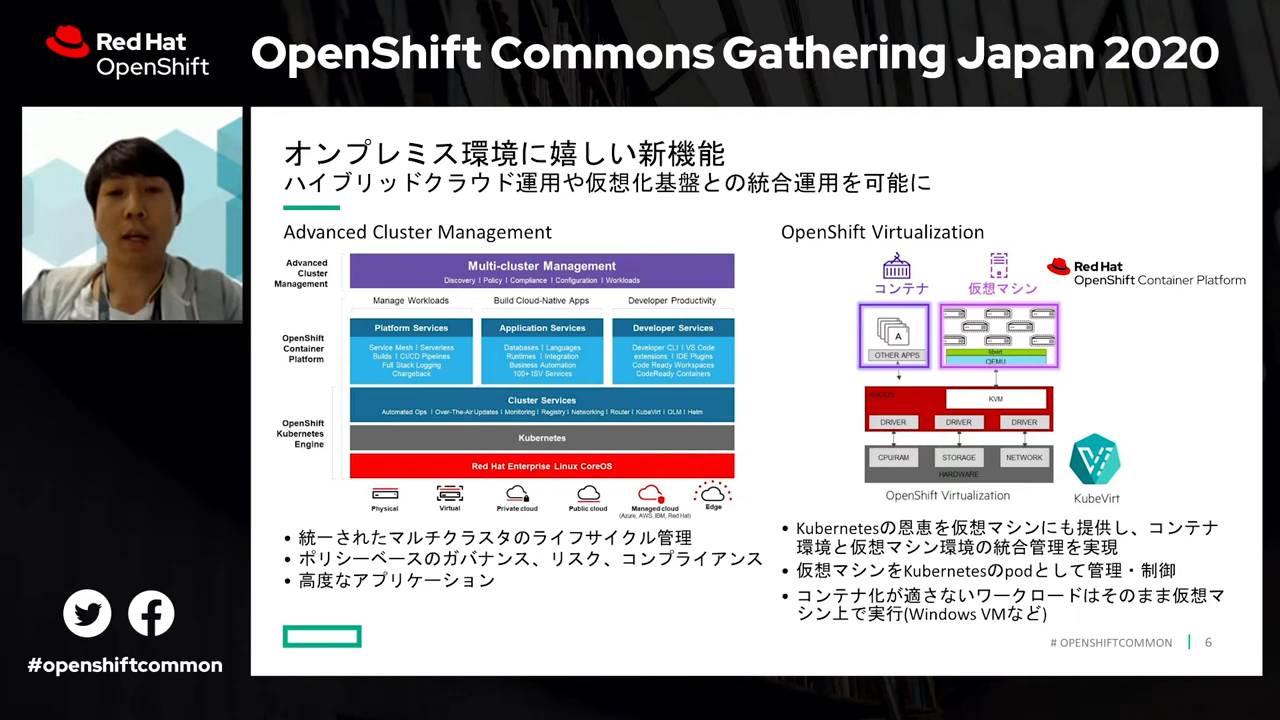 Red Hat
OpenShift
OpenShift Commons Gathering Japan 2020
オンプレミス環境に嬉しい新機能
ハイブリッドクラウド運用や仮想化基盤との統合運用を可能に
Advanced Cluster Management
Advanced
Cluster
Management
Multi-cluster Management
Discovery | Policy | Compliance | Configuration | Workloads
Manage Workloads
Build Cloud-Native Apps
Developer Productivity
OpenShift
Container
Platform
Platform Services
Service Mesh | Serverless
Builds | CI/CD Pipelines
Full Stack Logging
Chargeback
Application Services
Databases | Languages
Runtimes | Integration
Business Automation
100+ ISV Services
Developer Services
Developer CLI | VS Code
extensions | IDE Plugins
Code Ready Workspaces
CodeReady Containers
OpenShift
Kubernetes
Engine
Cluster Services
Automated Ops | Over-The-Air Updates | Monitoring | Registry | Networking | Router | KubeVirt | OLM | Helm
Kubernetes
Red Hat Enterprise Linux CoreOS
Physical
Virtual
Private cloud
Public cloud
Managed cloud
(Azure, AWS, IBM, Red Hat)
Edge
• 統一されたマルチクラスタのライフサイクル管理
• ポリシーベースのガバナンス、リスク、コンプライアンス
• 高度なアプリケーション
OpenShift Virtualization
コンテナ
仮想マシン
Red Hat
OpenShift Container Platform
A
OTHER APPS
libvirt
QEMU
RHCOS
KVM
DRIVER
DRIVER
DRIVER
CPU/RAM
STORAGE
NETWORK
HARDWARE
OpenShift Virtualization
KubeVirt
• Kubernetesの恩恵を仮想マシンにも提供し、コンテナ
環境と仮想マシン環境の統合管理を実現
• 仮想マシンをKubernetesのpodとして管理・制御
• コンテナ化が適さないワークロードはそのまま仮想マ
シン上で実行(Windows VMなど)
# OPENSHIFTCOMMON
6
#openshiftcommon